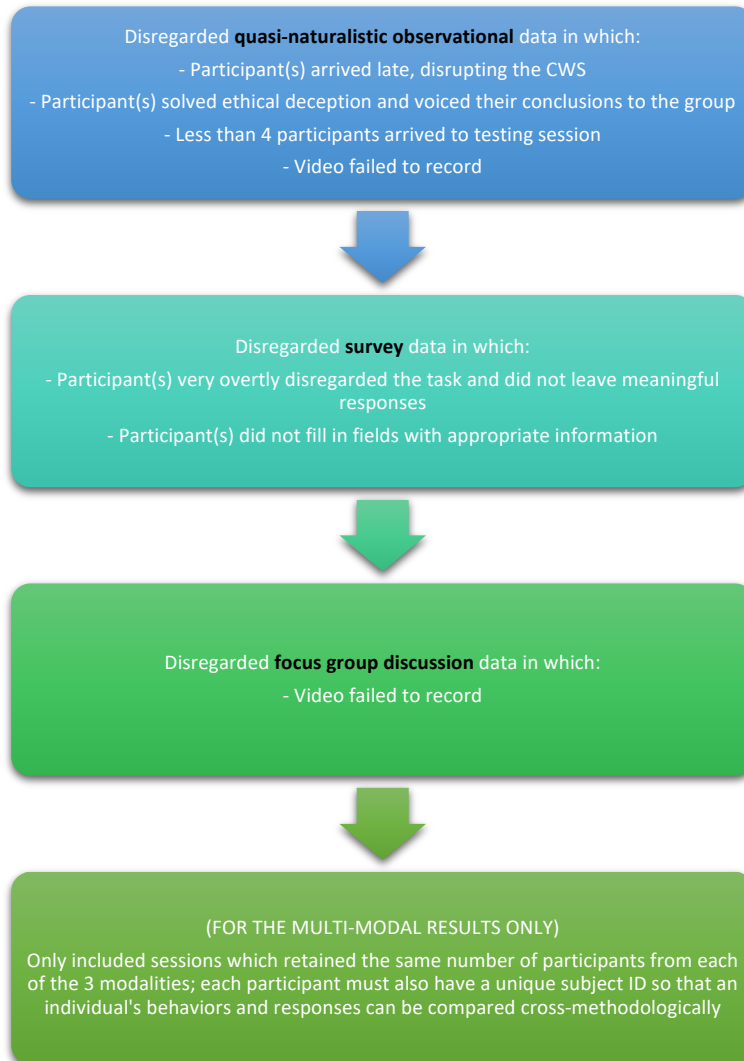 Disregarded quasi-naturalistic observational data in which:
- Participant(s) arrived late, disrupting the CWS
- Participant(s) solved ethical deception and voiced their conclusions to the group
- Less than 4 participants arrived to testing session
- Video failed to record
Disregarded survey data in which:
- Participant(s) very overtly disregarded the task and did not leave meaningful
responses
- Participant(s) did not fill in fields with appropriate information
Disregarded focus group discussion data in which:
- Video failed to record
(FOR THE MULTI-MODAL RESULTS ONLY)
Only included sessions which retained the same number of participants from each
of the 3 modalities; each participant must also have a unique subject ID so that an
individual's behaviors and responses can be compared cross-methodologically